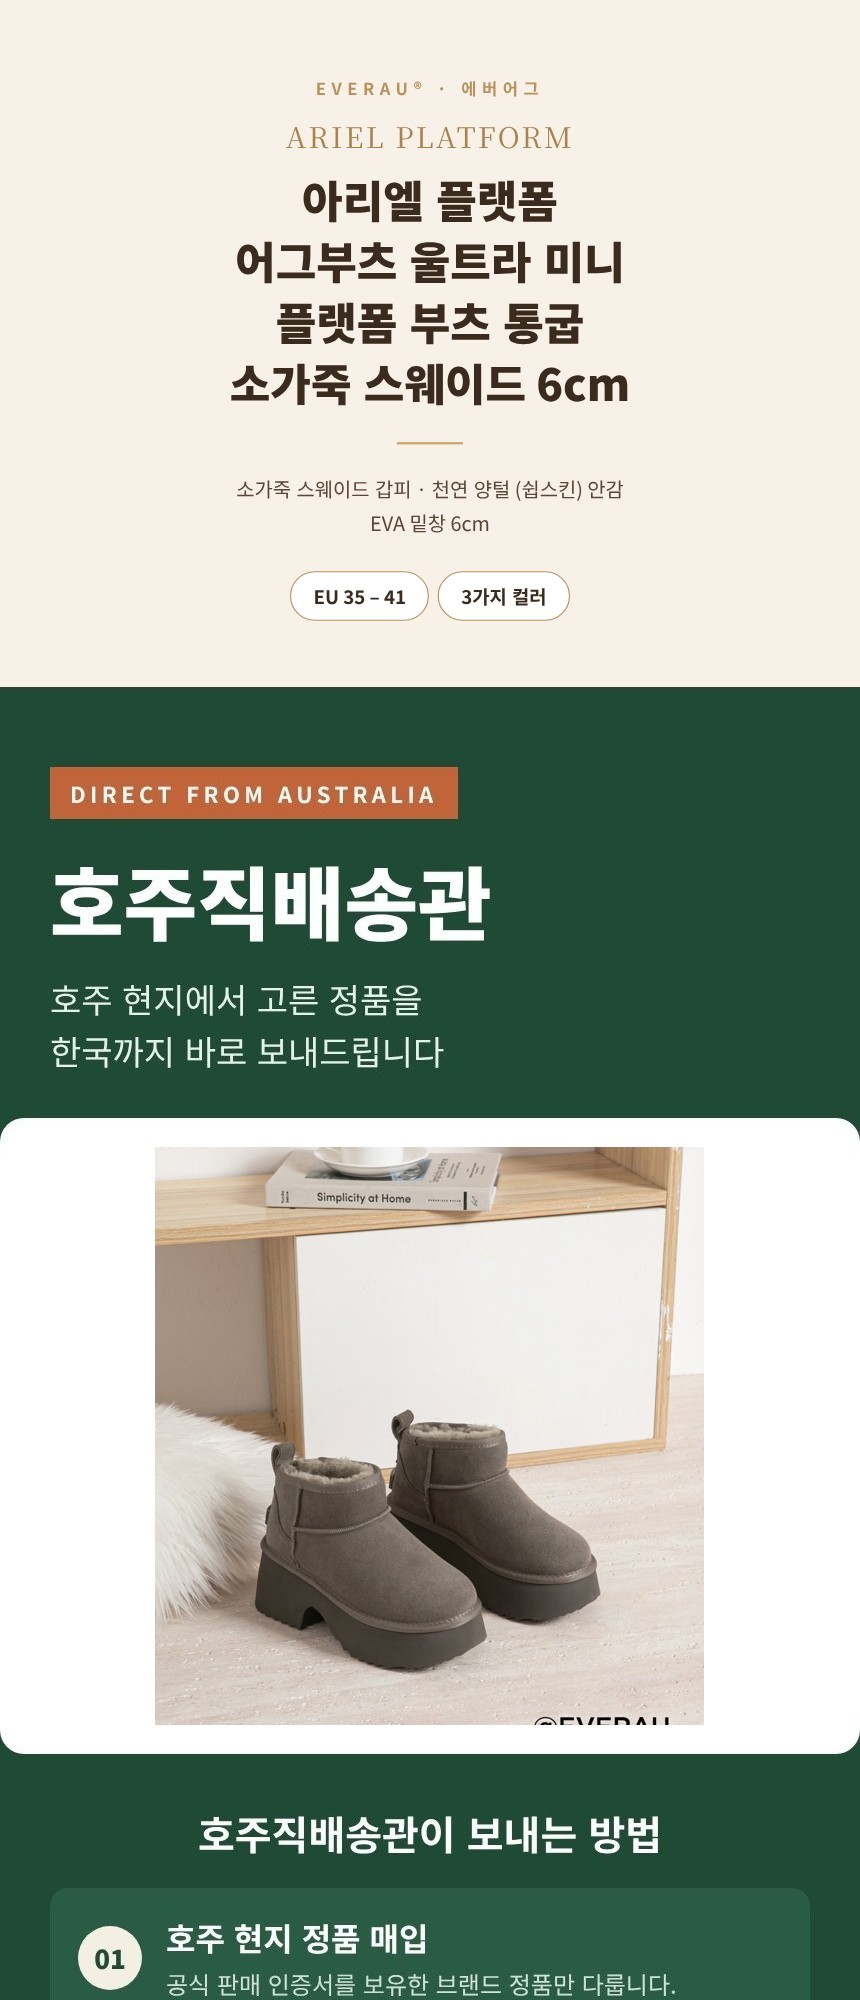 EVERAU® · 에버어그
ARIEL PLATFORM
아리엘 플랫폼
어그부츠 울트라 미니
플랫폼 부츠 통굽
소가죽 스웨이드 6cm
소가죽 스웨이드 갑피 · 천연 양털 (쉽스킨) 안감
EVA 밑창 6cm
EU 35 – 41
3가지 컬러
DIRECT FROM AUSTRALIA
호주직배송관
호주 현지에서 고른 정품을
한국까지 바로 보내드립니다
Simplicity at Home
@EVERAU
호주직배송관이 보내는 방법
01
호주 현지 정품 매입
공식 판매 인증서를 보유한 브랜드 정품만 다룹니다.